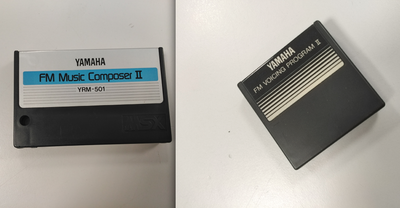 YAMAHA
FM Music Composer II
YRM-501
YAMAHA
FM VOICING PROGRAM II